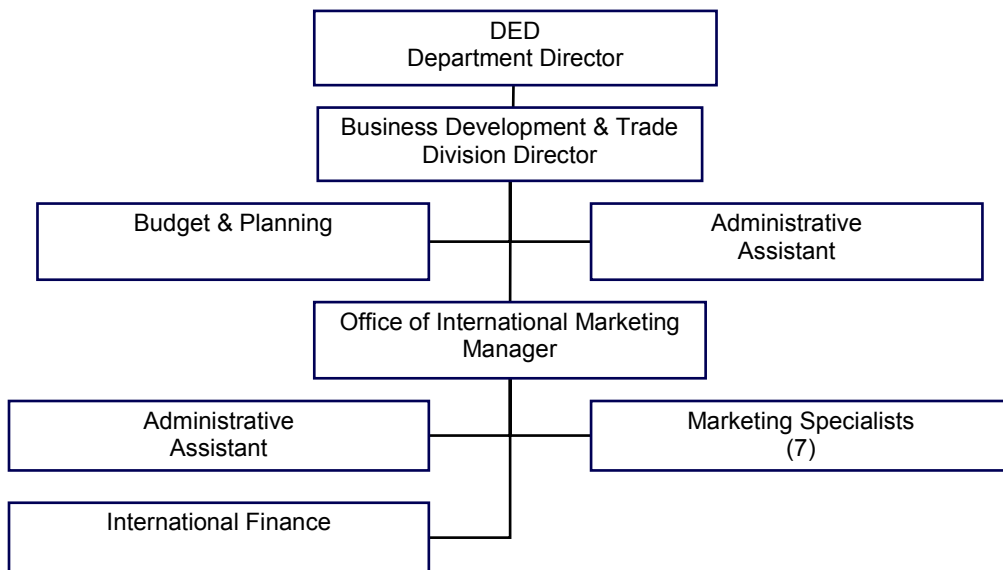 DED
Department Director
Business Development & Trade
Division Director
Budget & Planning
Administrative
Assistant
Office of International Marketing
Manager
Administrative
Assistant
Marketing Specialists
(7)
International Finance